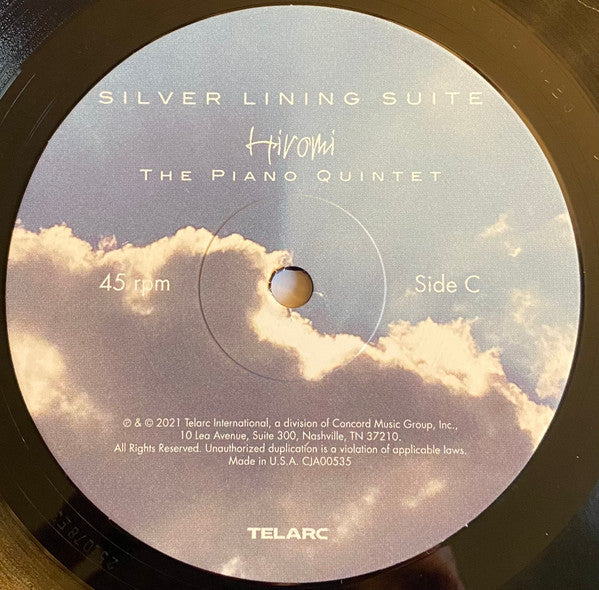 SILVER LINING SUITE
Hiromi
THE PIANO QUINTET
45 rpm
Side C
℗ & © 2021 Telarc International, a division of Concord Music Group, Inc.,
10 Lea Avenue, Suite 300, Nashville, TN 37210.
All Rights Reserved. Unauthorized duplication is a violation of applicable laws.
Made in U.S.A. CJA00535
TELARC